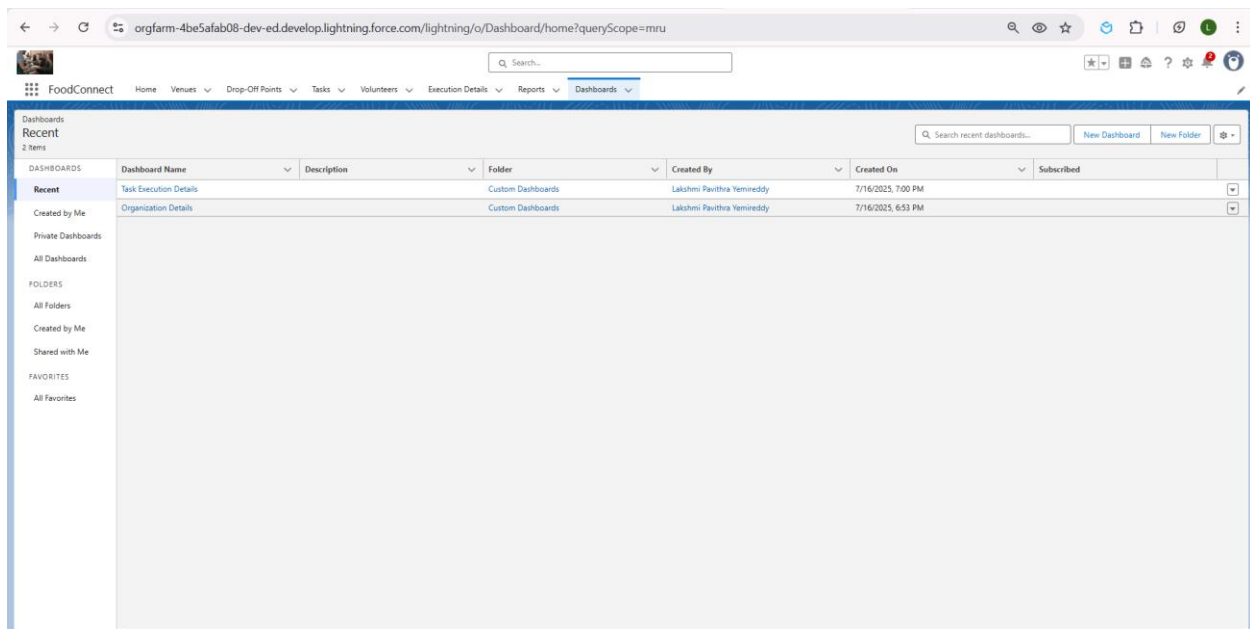 orgfarm-4be5afab08-dev-ed.develop.lightning.force.com/lightning/o/Dashboard/home?queryScope=mru
L
Search...
2
FoodConnect Home Venues Drop-Off Points Tasks Volunteers Execution Details Reports Dashboards
Dashboards
Recent
2 items
Search recent dashboards... New Dashboard New Folder
DASHBOARDS Dashboard Name Description Folder Created By Created On Subscribed
Recent Task Execution Details Custom Dashboards Lakshmi Pavithra Yemireddy 7/16/2025, 7:00 PM
Created by Me Organization Details Custom Dashboards Lakshmi Pavithra Yemireddy 7/16/2025, 6:53 PM
Private Dashboards
All Dashboards
FOLDERS
All Folders
Created by Me
Shared with Me
FAVORITES
All Favorites